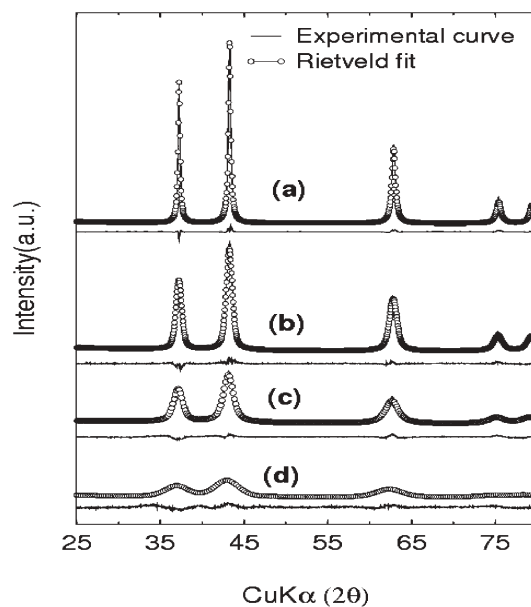 Experimental curve
Rietveld fit
(a)
(b)
(c)
(d)
Intensity(a.u.)
25 35 45 55 65 75
CuKα (2θ)